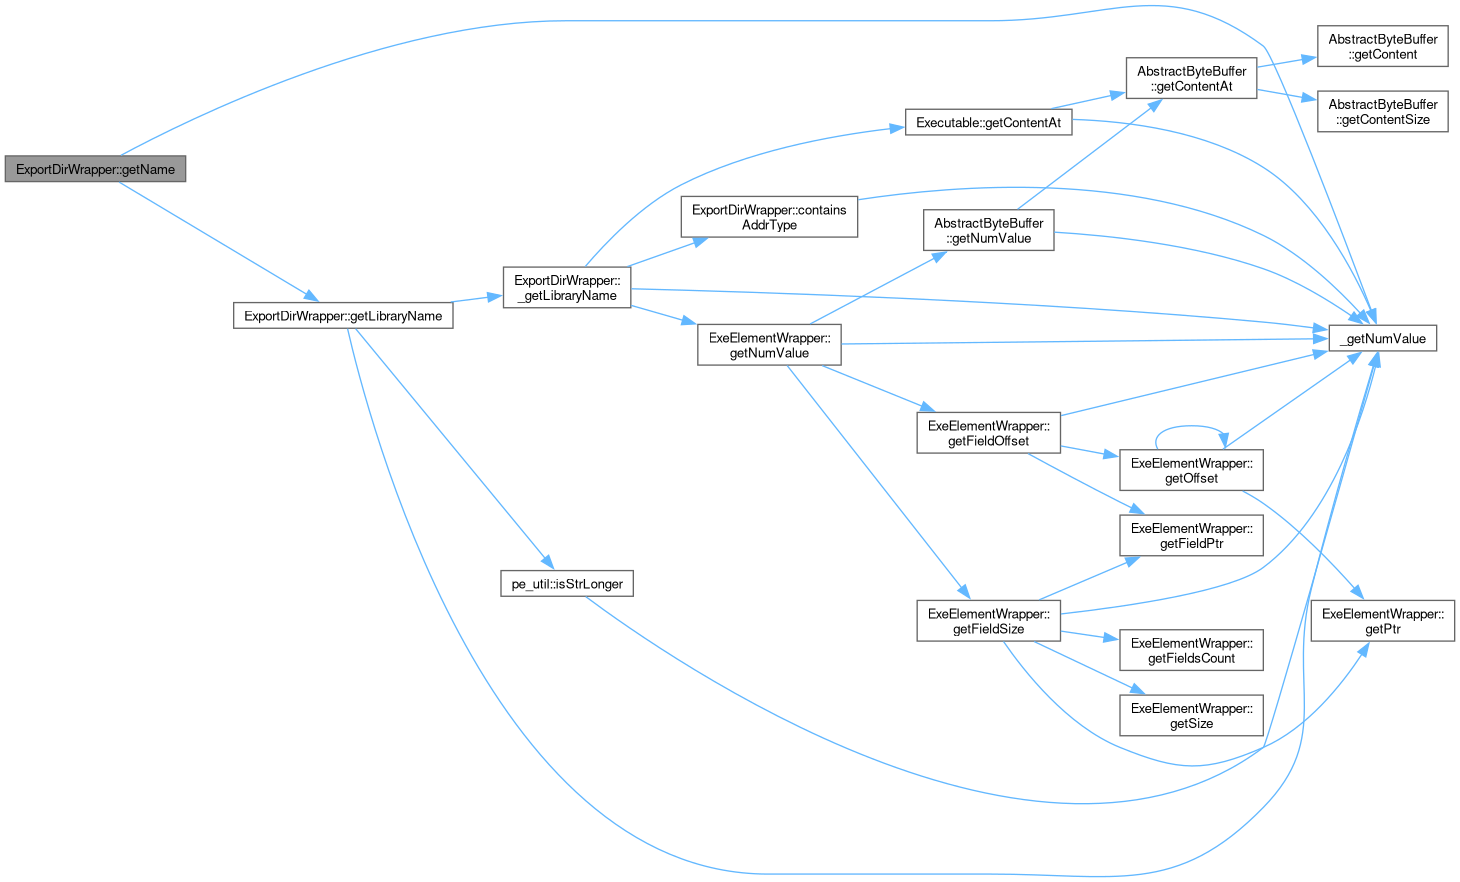 ExportDirWrapper::getName
ExportDirWrapper::getLibraryName
ExportDirWrapper::
_getLibraryName
pe_util::isStrLonger
ExportDirWrapper::contains
AddrType
ExeElementWrapper::
getNumValue
Executable::getContentAt
AbstractByteBuffer
::getNumValue
ExeElementWrapper::
getFieldOffset
ExeElementWrapper::
getFieldSize
AbstractByteBuffer
::getContentAt
ExeElementWrapper::
getOffset
ExeElementWrapper::
getFieldPtr
ExeElementWrapper::
getFieldsCount
ExeElementWrapper::
getSize
AbstractByteBuffer
::getContent
AbstractByteBuffer
::getContentSize
_getNumValue
ExeElementWrapper::
getPtr